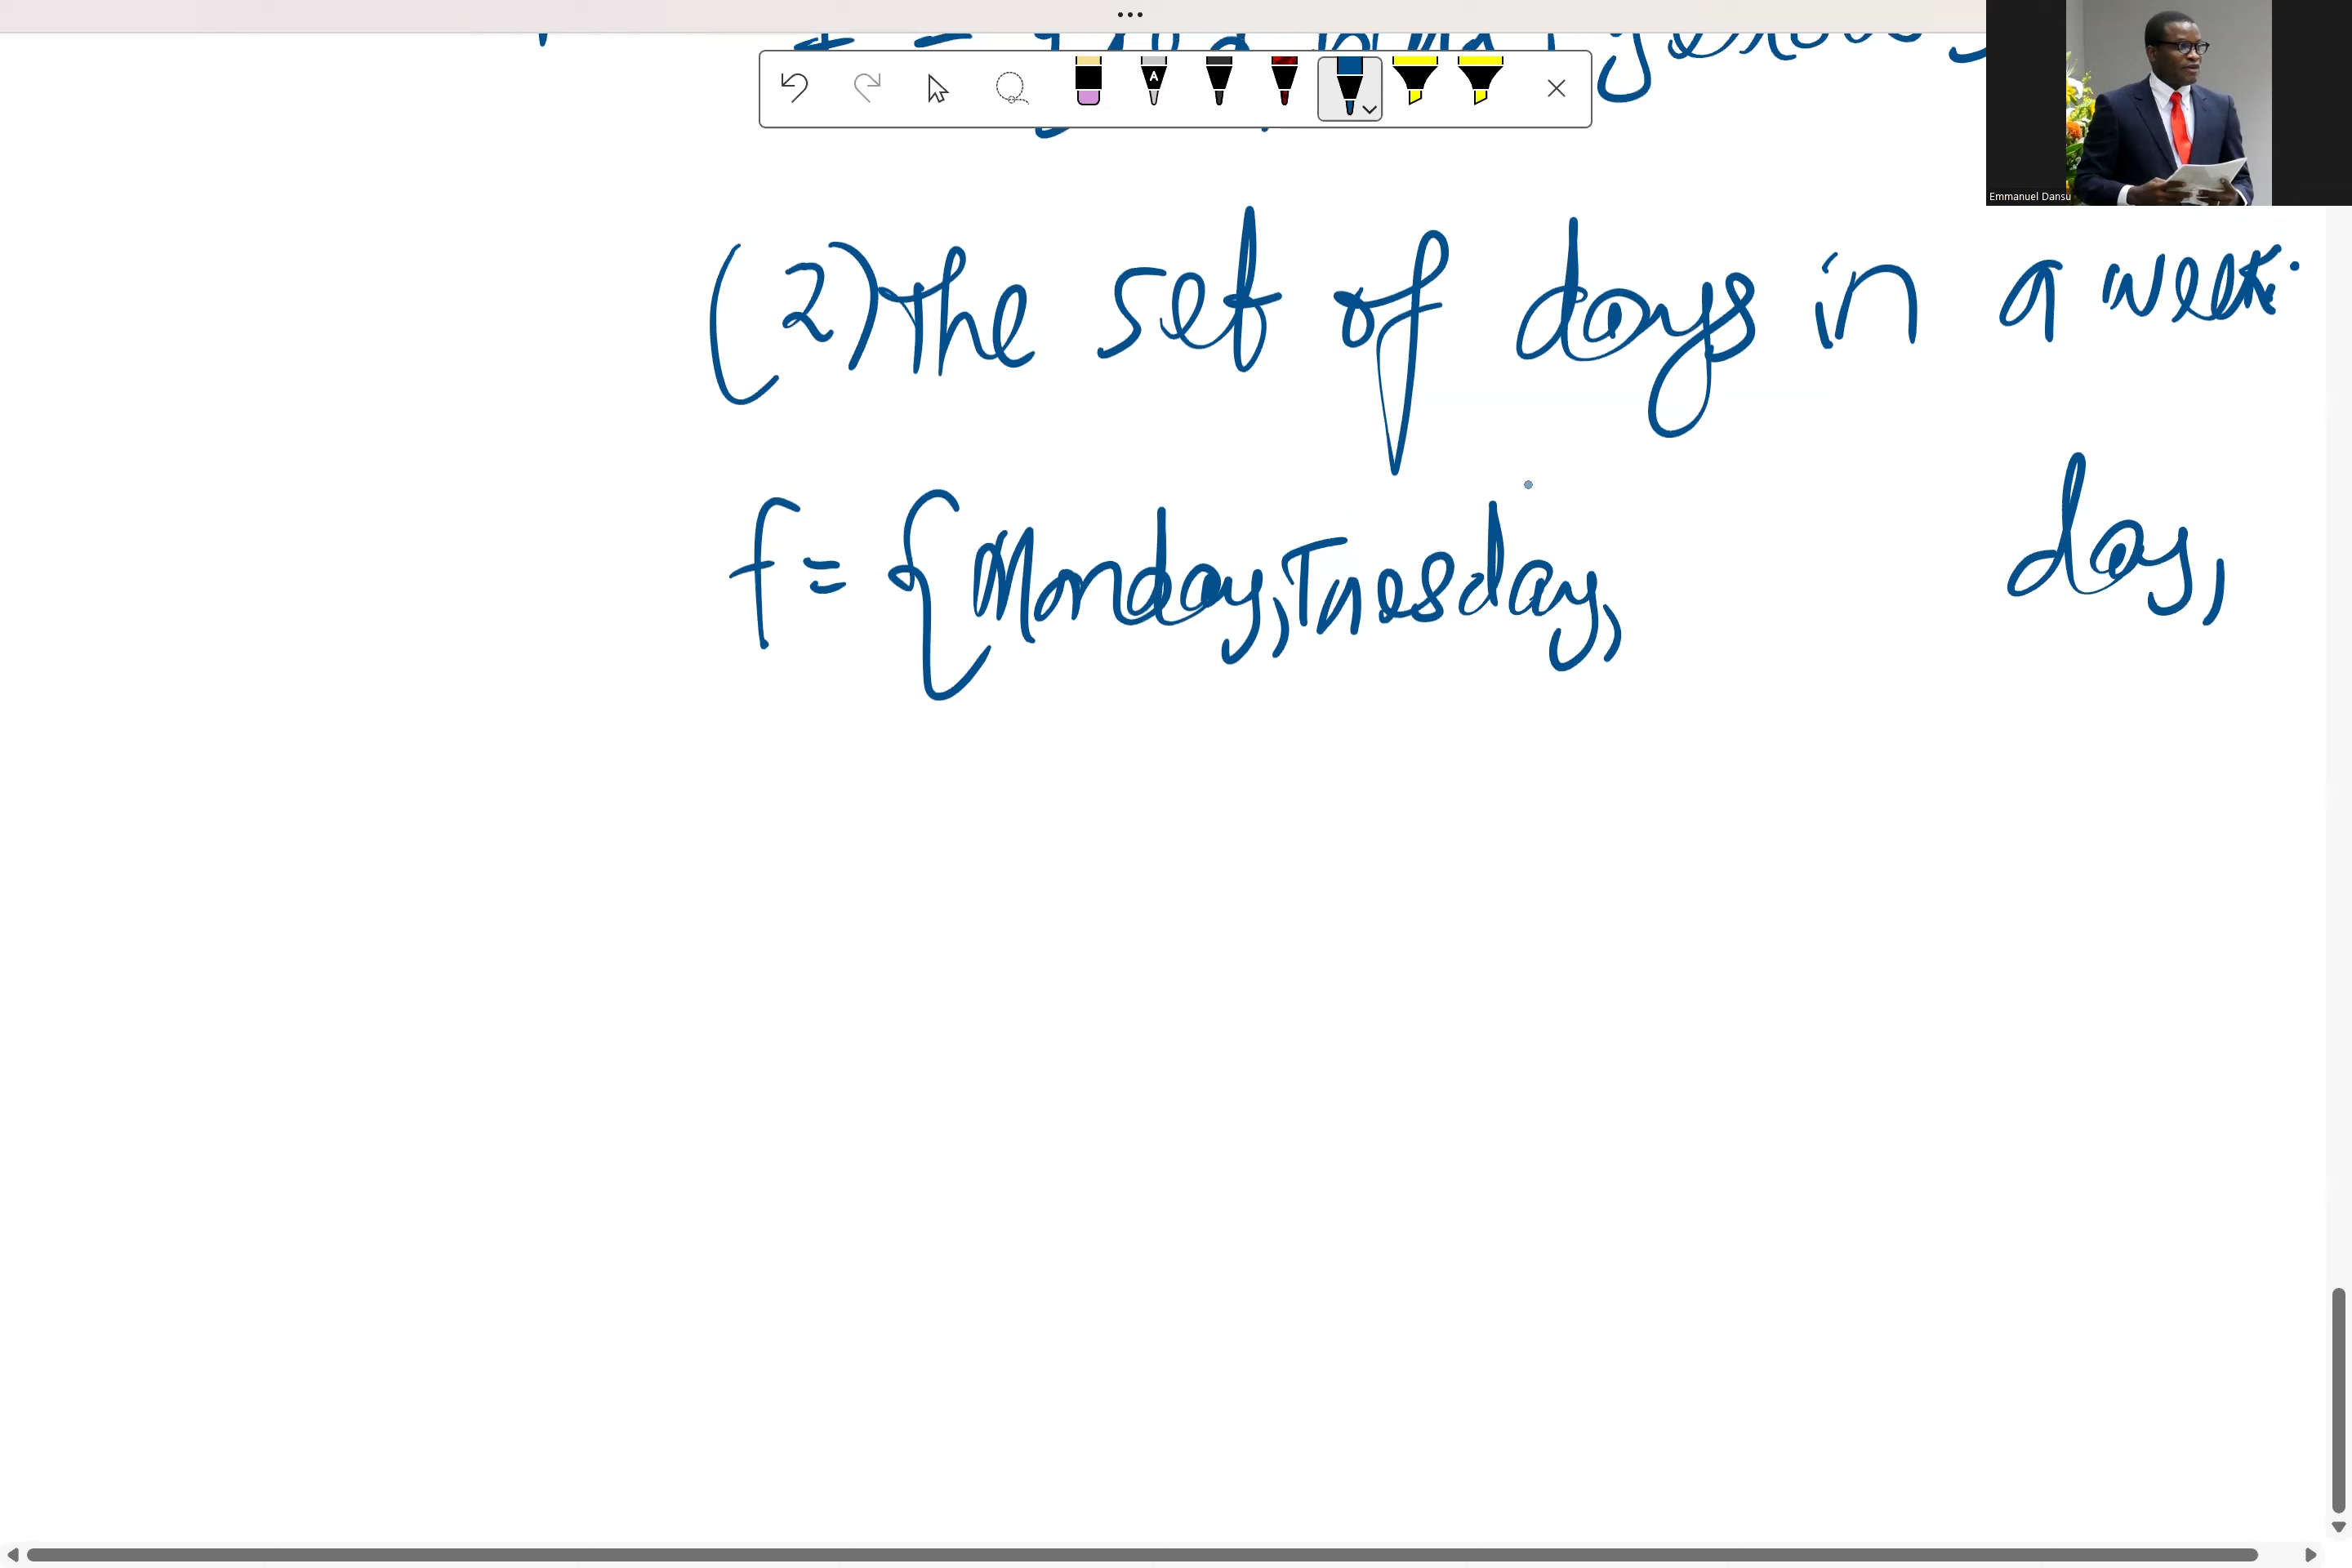 Emmanuel Dansu
(2) The set of days in a week.
f = { Monday, Tuesday, day,